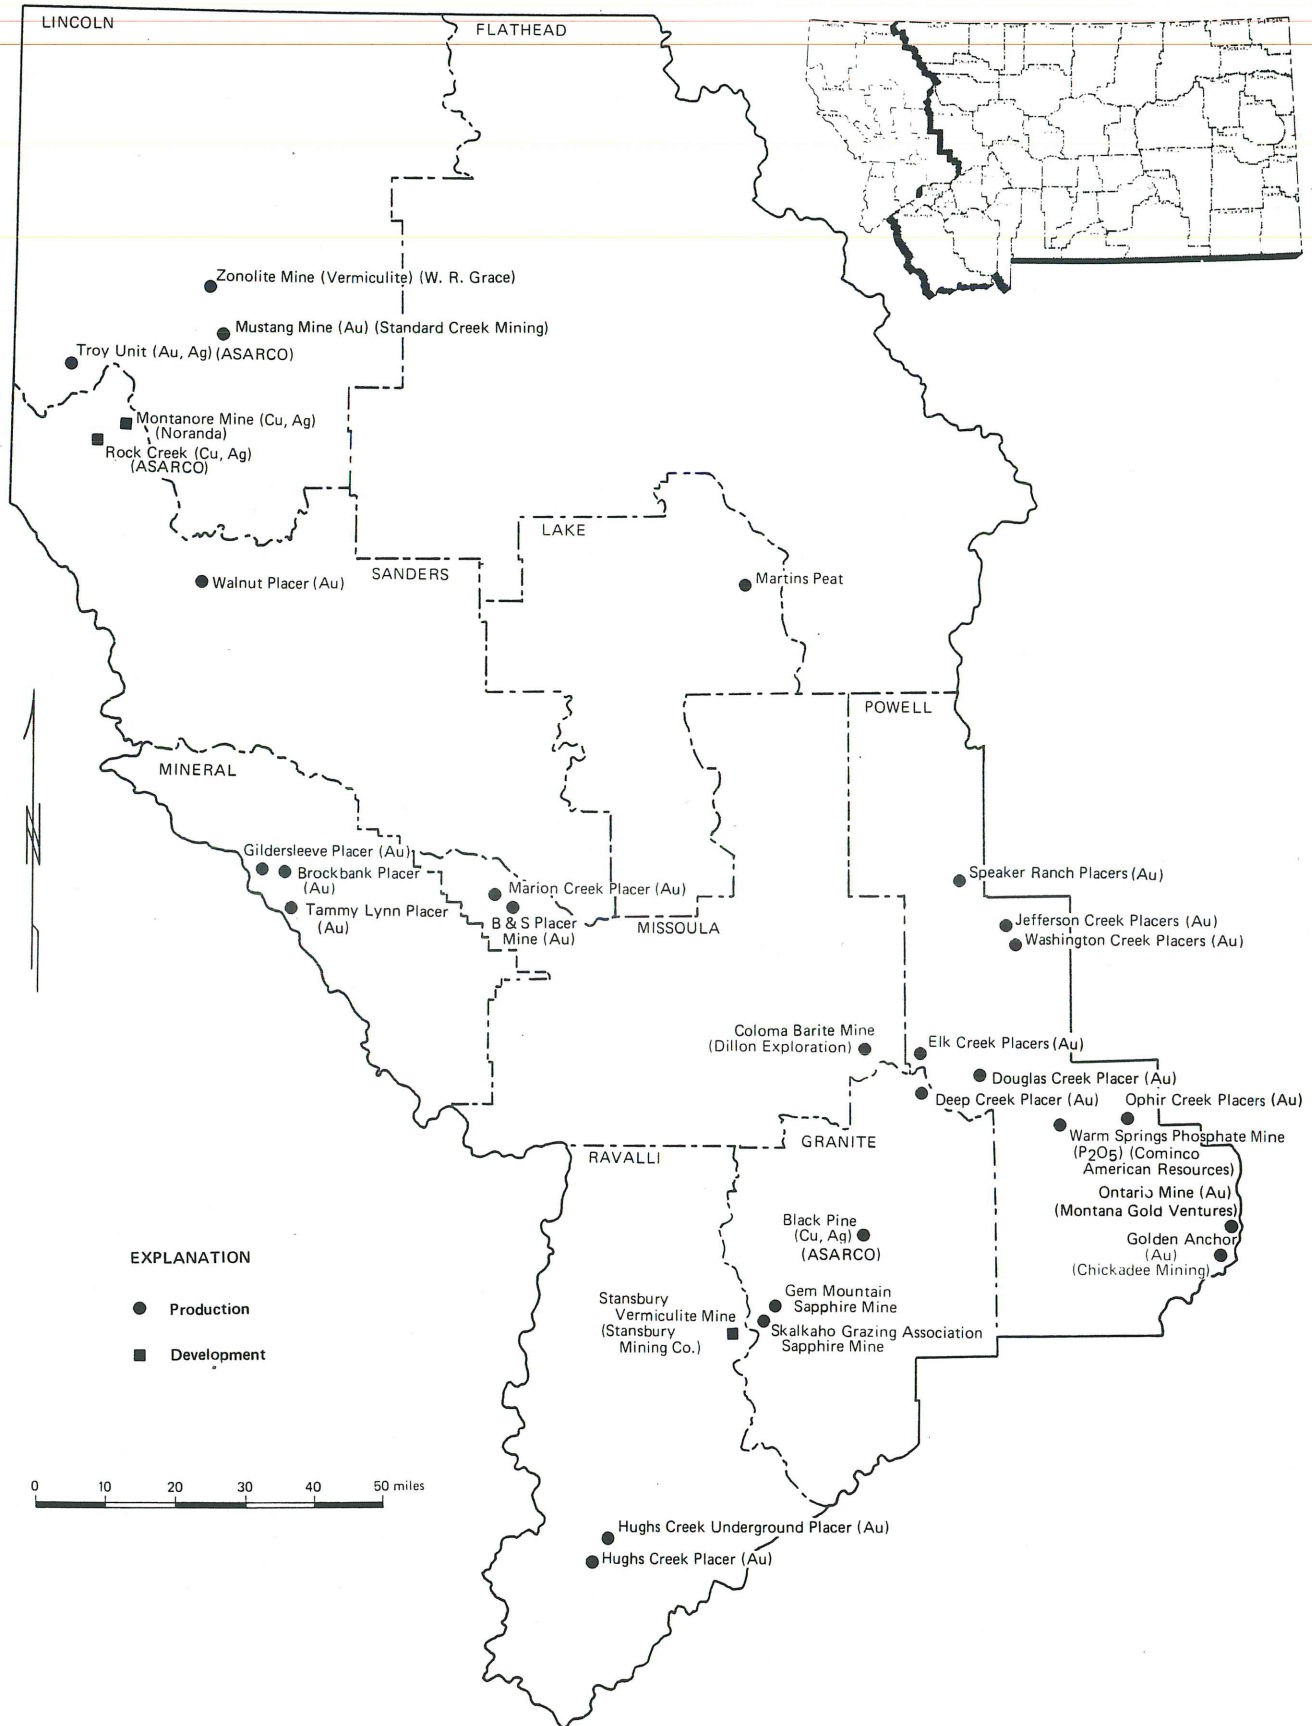 LINCOLN
FLATHEAD
Zonolite Mine (Vermiculite) (W. R. Grace)
Mustang Mine (Au) (Standard Creek Mining)
Troy Unit (Au, Ag) (ASARCO)
Montanore Mine (Cu, Ag)
(Noranda)
Rock Creek (Cu, Ag)
(ASARCO)
LAKE
SANDERS
Walnut Placer (Au)
Martins Peat
POWELL
MINERAL
Gildersleeve Placer (Au)
Brockbank Placer
(Au)
Tammy Lynn Placer
(Au)
Marion Creek Placer (Au)
B & S Placer
Mine (Au)
MISSOULA
Speaker Ranch Placers (Au)
Jefferson Creek Placers (Au)
Washington Creek Placers (Au)
Coloma Barite Mine
(Dillon Exploration)
Elk Creek Placers (Au)
Douglas Creek Placer (Au)
Deep Creek Placer (Au)
Ophir Creek Placers (Au)
Warm Springs Phosphate Mine
(P2O5) (Cominco
American Resources)
GRANITE
RAVALLI
Ontario Mine (Au)
(Montana Gold Ventures)
Golden Anchor
(Au)
(Chickadee Mining)
Black Pine
(Cu, Ag)
(ASARCO)
Gem Mountain
Sapphire Mine
Stansbury
Vermiculite Mine
(Stansbury
Mining Co.)
Skalkaho Grazing Association
Sapphire Mine
EXPLANATION
Production
Development
0 10 20 30 40 50 miles
Hughs Creek Underground Placer (Au)
Hughs Creek Placer (Au)
N